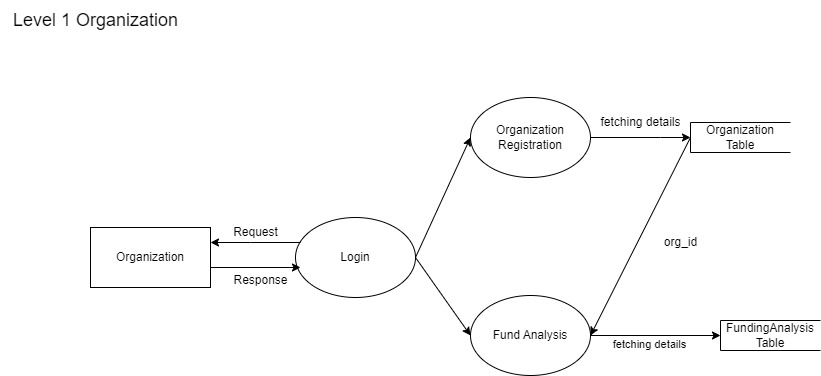 Level 1 Organization
Organization
Registration
fetching details
Organization
Table
Request
Organization
Login
org_id
Response
Fund Analysis
fetching details
FundingAnalysis
Table